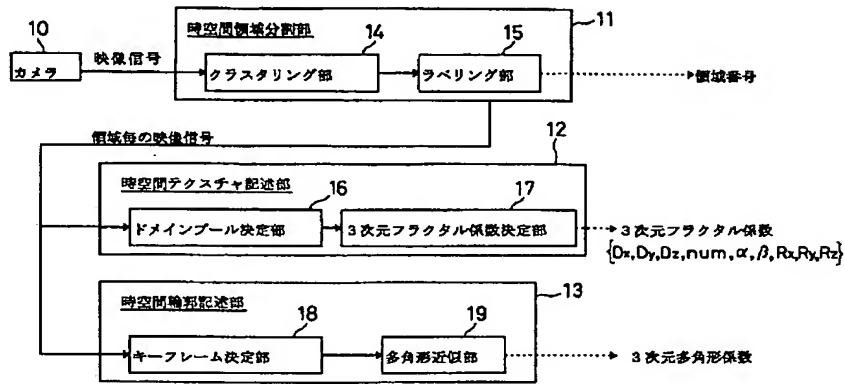 11
時空間領域分割部
10
カメラ
映像信号
14
クラスタリング部
15
ラベリング部
領域番号
領域毎の映像信号
12
時空間テクスチャ記述部
16
ドメインプール決定部
17
3次元フラクタル係数決定部
3次元フラクタル係数
{Dx,Dy,Dz,num,α,β,Rx,Ry,Rz}
13
時空間輪郭記述部
18
キーフレーム決定部
19
多角形近似部
3次元多角形係数